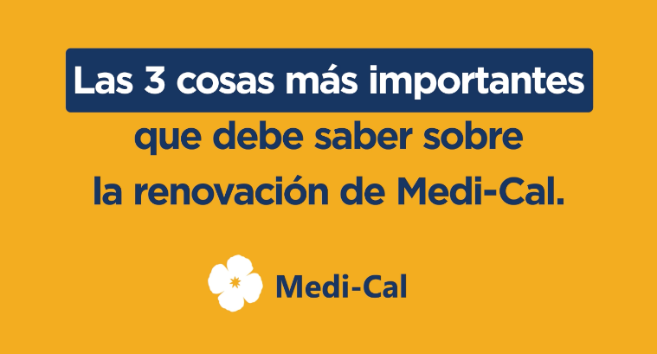 Las 3 cosas más importantes
que debe saber sobre
la renovación de Medi-Cal.
Medi-Cal